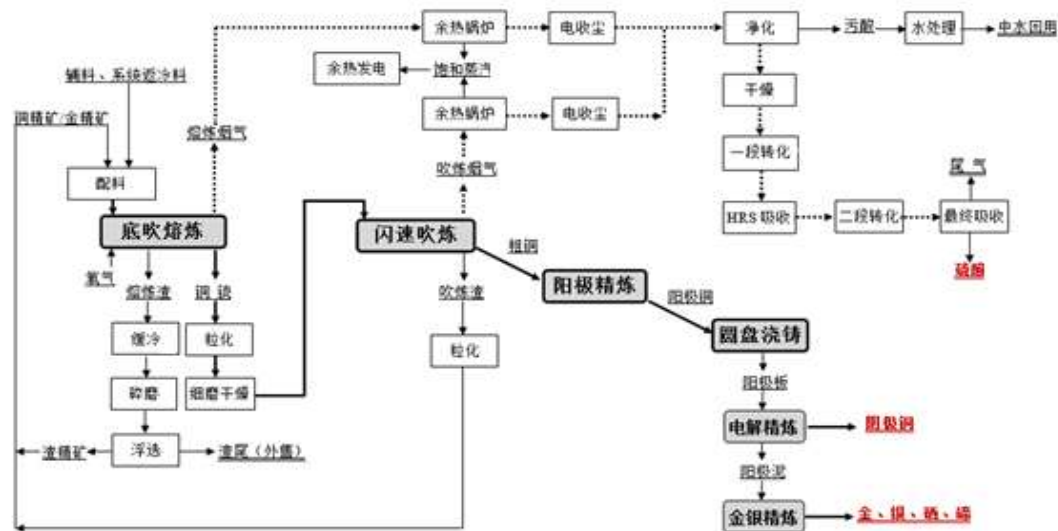 余热锅炉
电收尘
净化
污酸
水处理
中水回用
余热发电
饱和蒸汽
辅料、系统返冷料
铜精矿/金精矿
熔炼烟气
余热锅炉
电收尘
干燥
吹炼烟气
一段转化
尾 气
配料
HRS 吸收
二段转化
最终吸收
底吹熔炼
闪速吹炼
粗铜
硫酸
氧气
熔炼渣
铜 锍
吹炼渣
阳极精炼
阳极铜
缓冷
粒化
粒化
圆盘浇铸
碎磨
细磨干燥
阳极板
渣精矿
浮选
渣尾（外售）
电解精炼
阴极铜
阳极泥
金银精炼
金、银、硒、碲